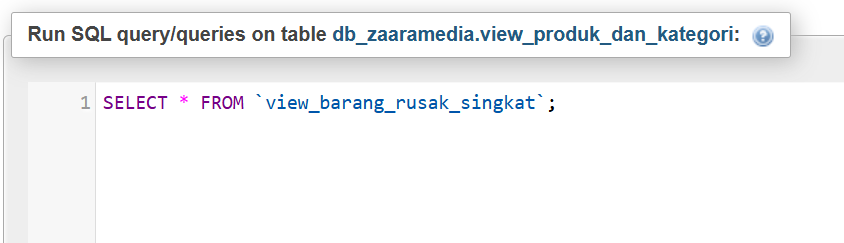 Run SQL query/queries on table db_zaaramedia.view_produk_dan_kategori:
1 SELECT * FROM `view_barang_rusak_singkat`;